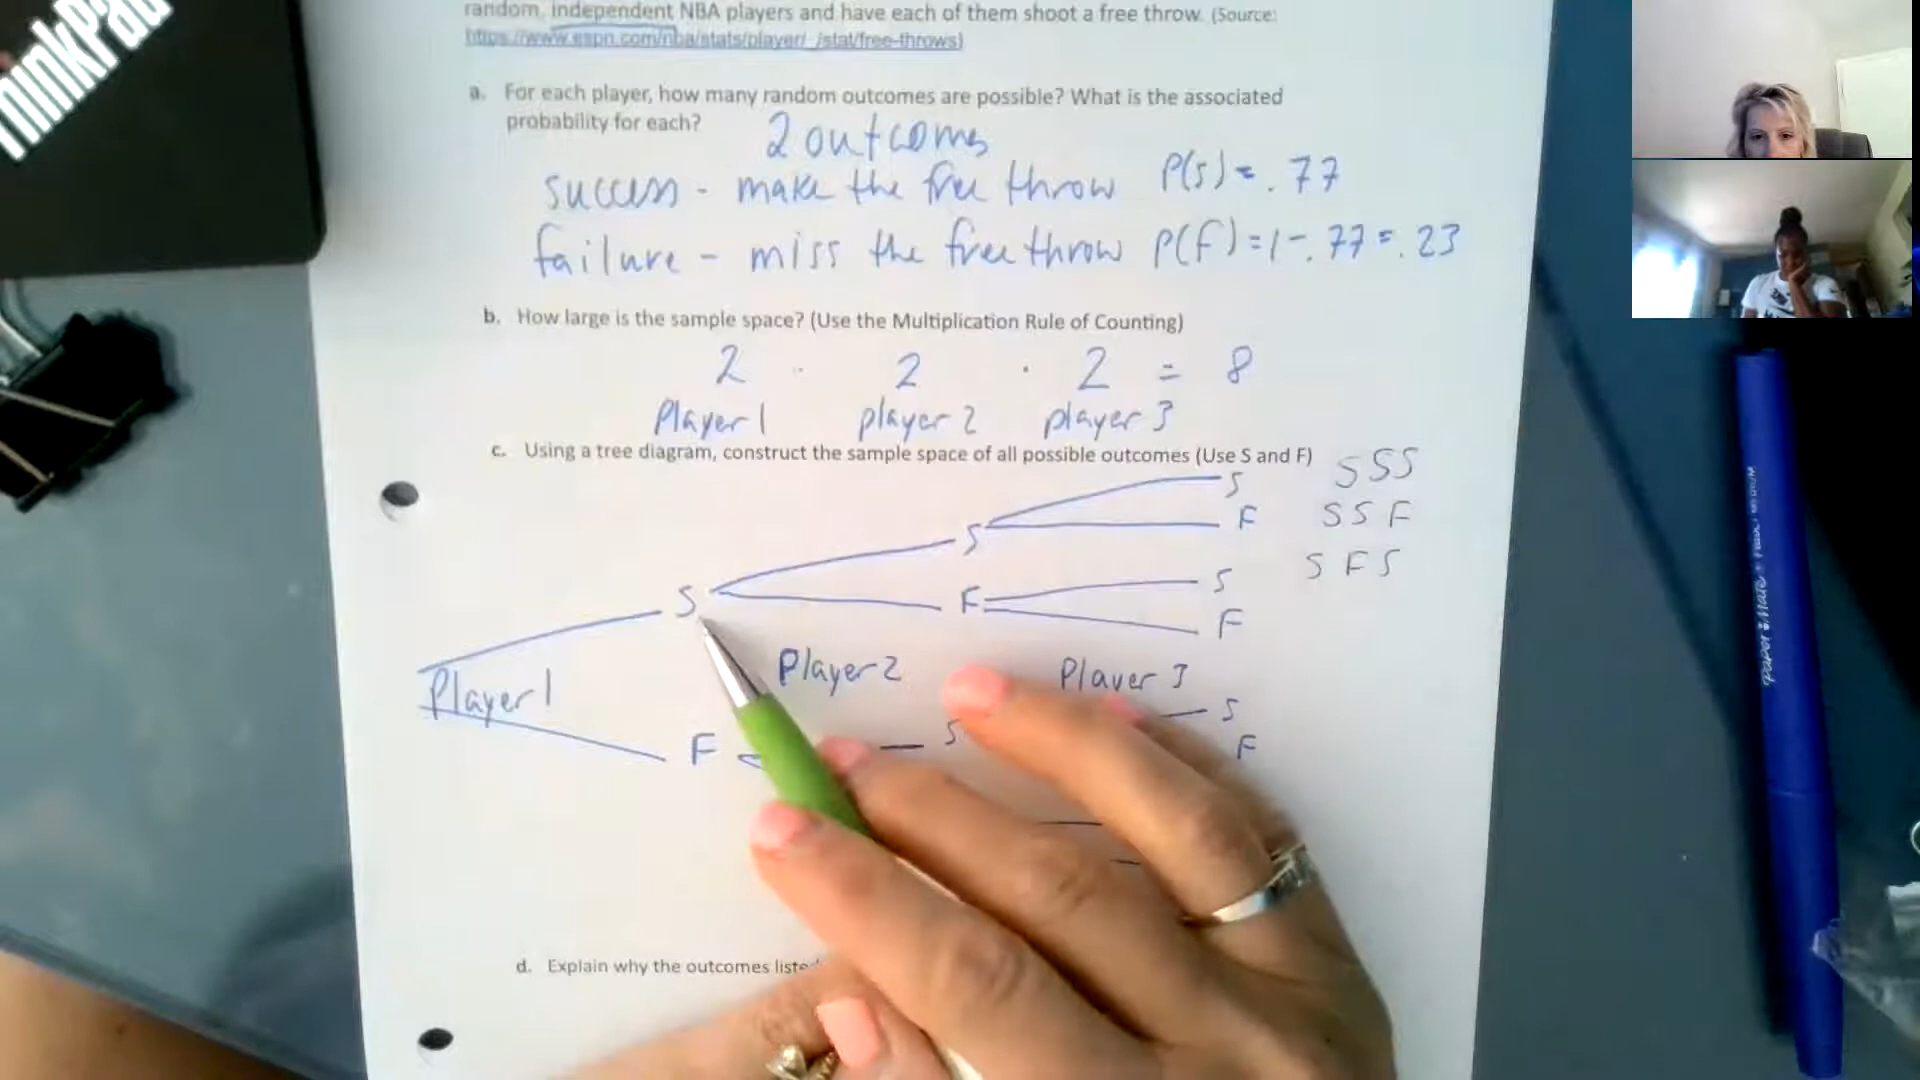 ThinkPad
random, independent NBA players and have each of them shoot a free throw. (Source:
https://www.espn.com/nba/stats/player/_/stat/free-throws)
a. For each player, how many random outcomes are possible? What is the associated
probability for each?
2 outcomes
success - make the free throw P(S) = .77
failure - miss the free throw P(F) = 1 - .77 = .23
b. How large is the sample space? (Use the Multiplication Rule of Counting)
2 · 2 · 2 = 8
Player 1 player 2 player 3
c. Using a tree diagram, construct the sample space of all possible outcomes (Use S and F)
S SSS
F SSF
S
S SFS
S
F
F
Player 1
Player 2
Player 3
S
S
F
F
d. Explain why the outcomes
Paper Mate